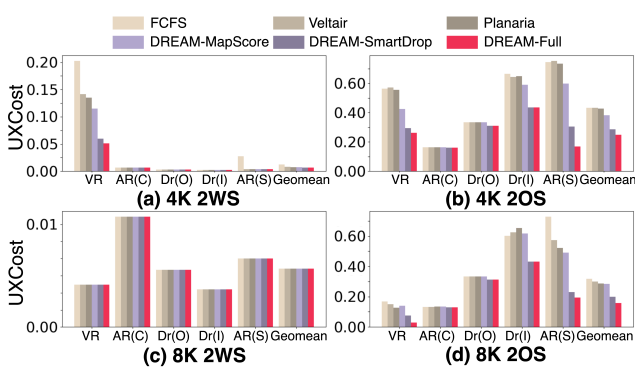 FCFS Veltair Planaria
DREAM-MapScore DREAM-SmartDrop DREAM-Full
UXCost
0.20
0.15
0.10
0.05
0.00
VR AR(C) Dr(O) Dr(I) AR(S) Geomean
(a) 4K 2WS
0.60
0.40
0.20
0.00
VR AR(C) Dr(O) Dr(I) AR(S) Geomean
(b) 4K 2OS
UXCost
0.01
0.00
VR AR(C) Dr(O) Dr(I) AR(S) Geomean
(c) 8K 2WS
0.60
0.40
0.20
0.00
VR AR(C) Dr(O) Dr(I) AR(S) Geomean
(d) 8K 2OS